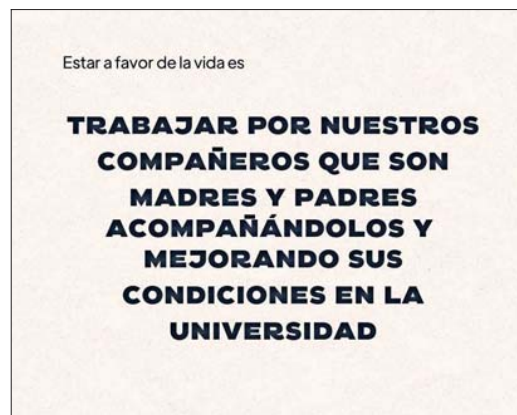 Estar a favor de la vida es
TRABAJAR POR NUESTROS
COMPAÑEROS QUE SON
MADRES Y PADRES
ACOMPAÑÁNDOLOS Y
MEJORANDO SUS
CONDICIONES EN LA
UNIVERSIDAD